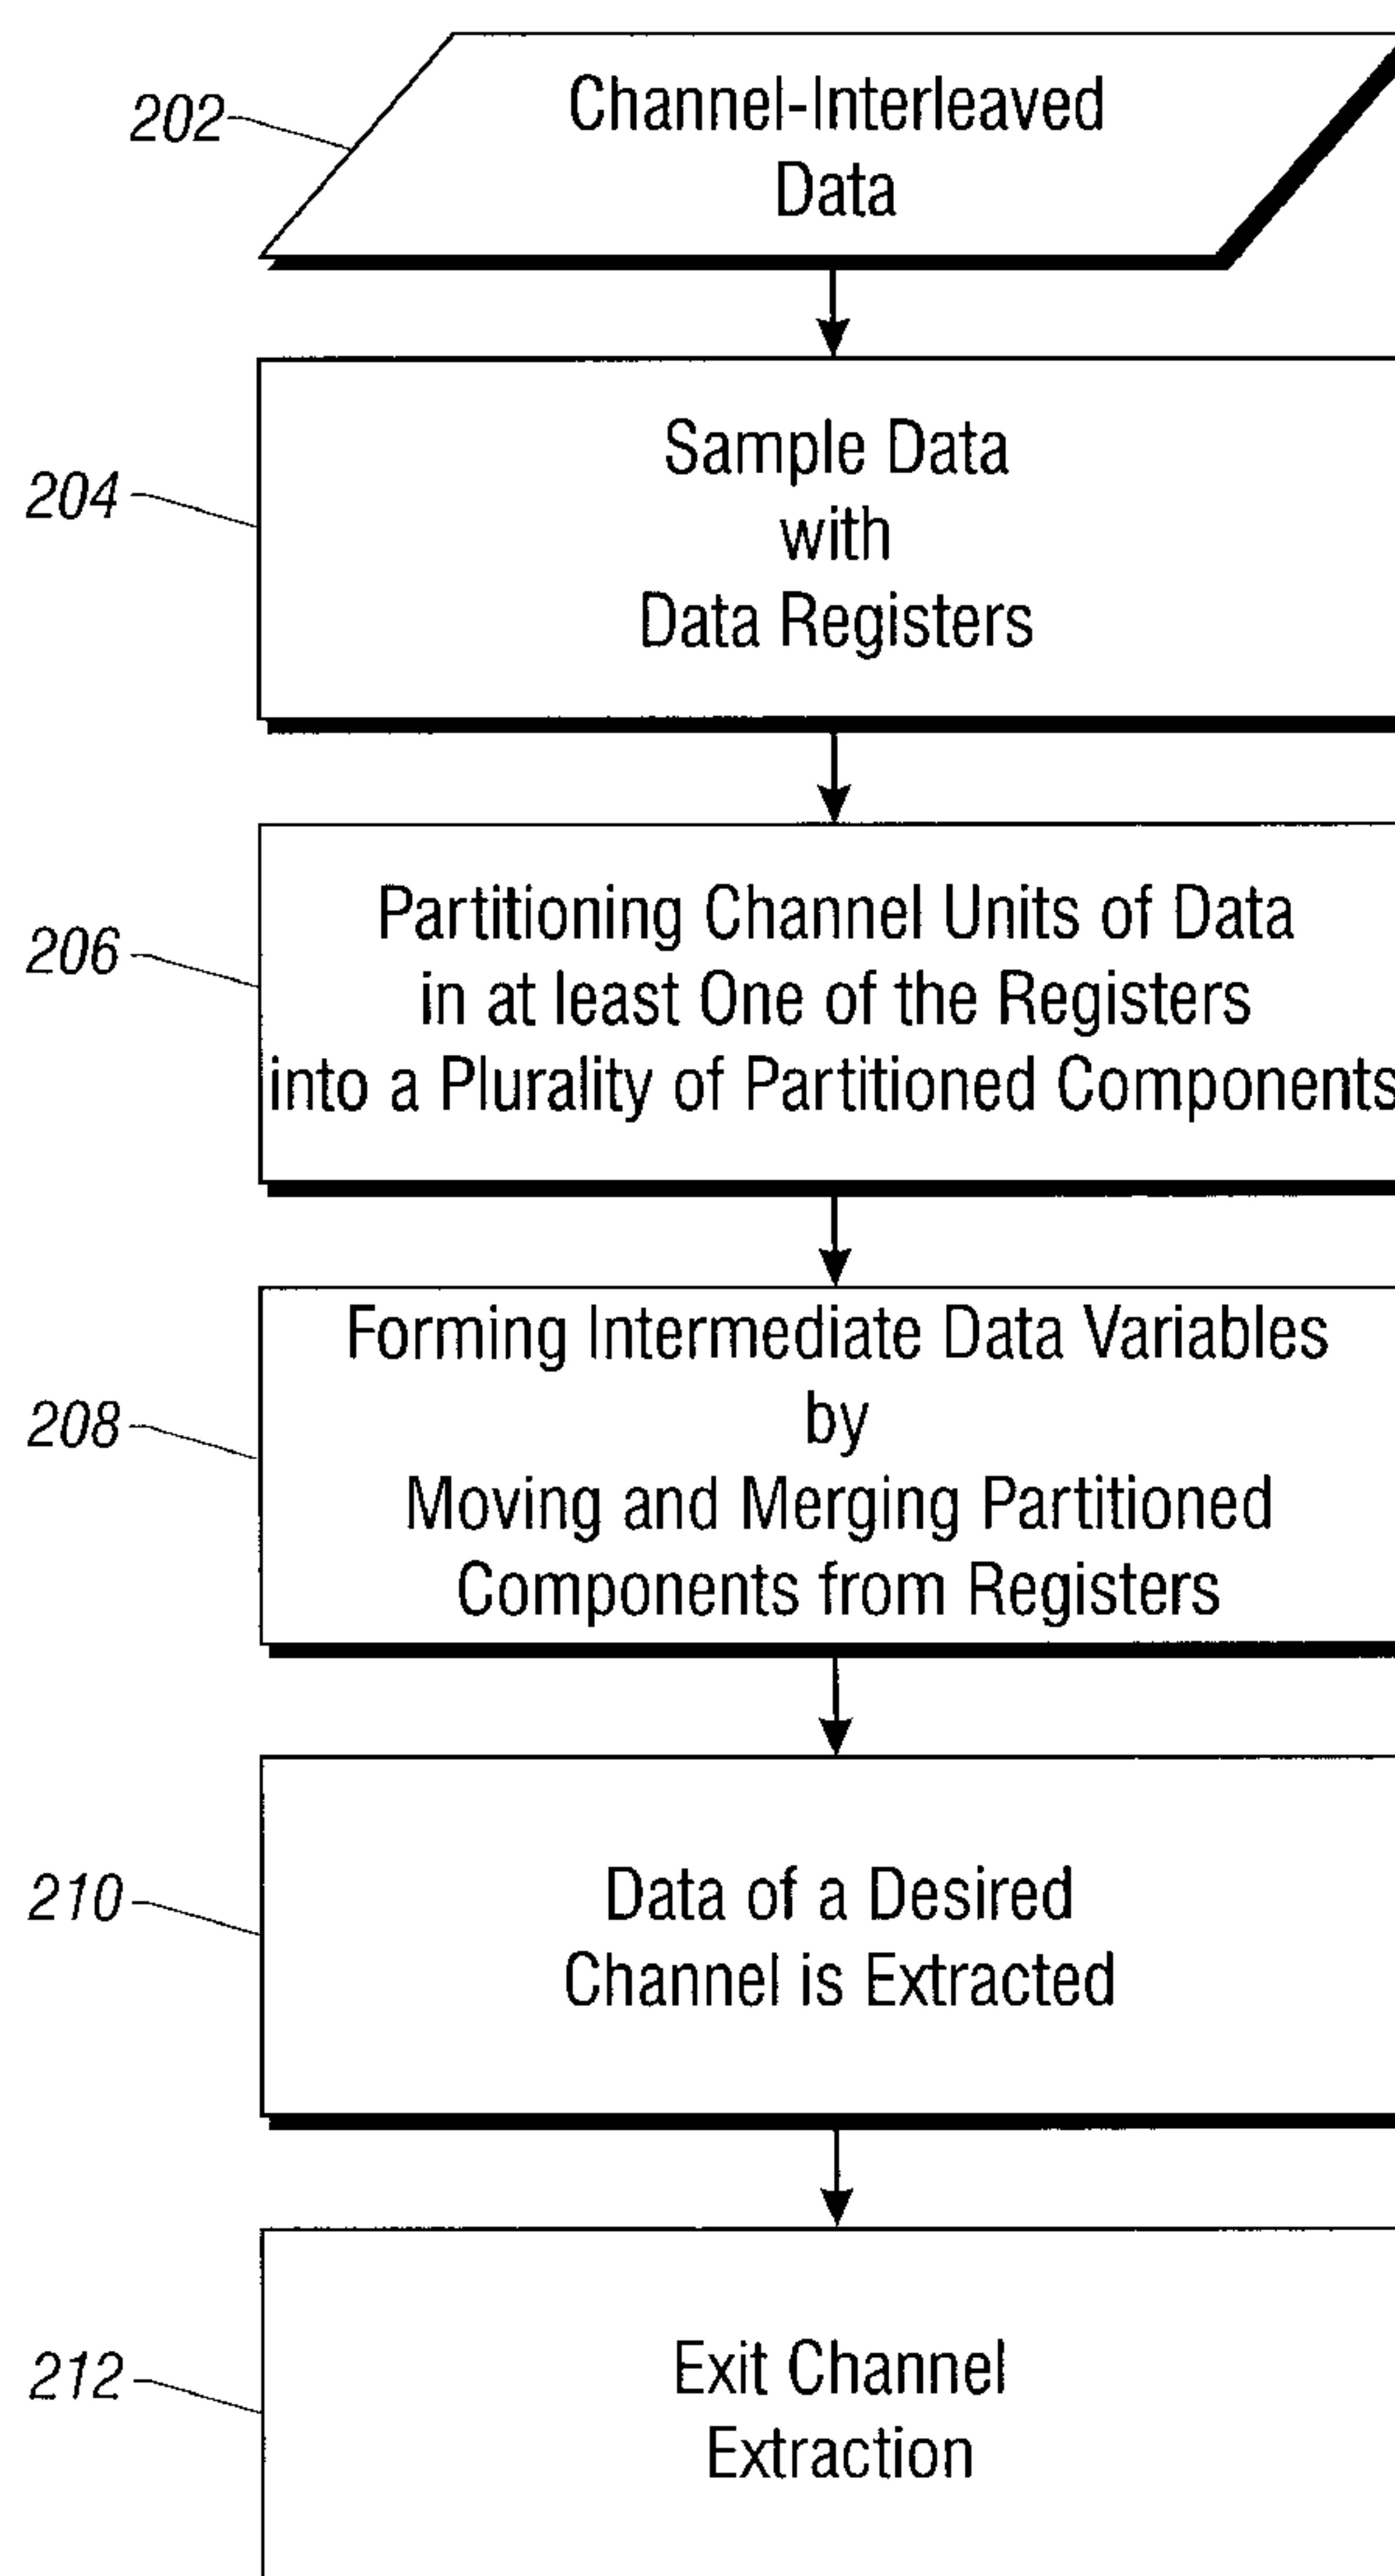 202
Channel-Interleaved
Data
204
Sample Data
with
Data Registers
206
Partitioning Channel Units of Data
in at least One of the Registers
into a Plurality of Partitioned Components
208
Forming Intermediate Data Variables
by
Moving and Merging Partitioned
Components from Registers
210
Data of a Desired
Channel is Extracted
212
Exit Channel
Extraction